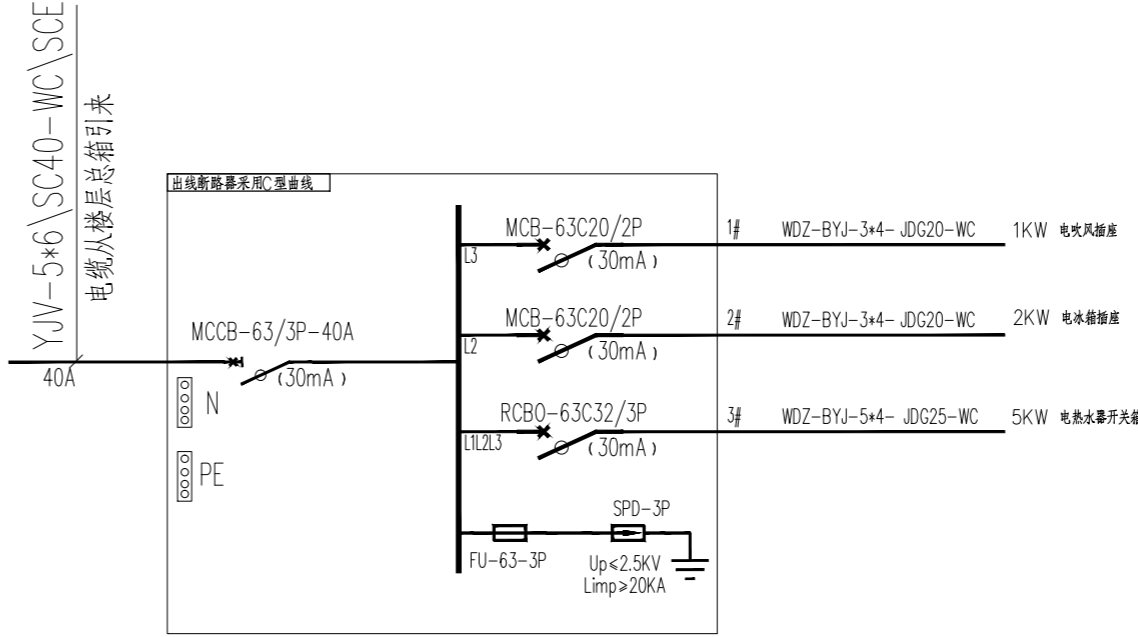 YJV-5*6\SC40-WC\SCE
电缆从楼层总箱引来
出线断路器采用C型曲线
MCB-63C20/2P
1#
WDZ-BYJ-3*4- JDG20-WC
1KW 电吹风插座
L3
(30mA)
MCB-63C20/2P
2#
WDZ-BYJ-3*4- JDG20-WC
2KW 电冰箱插座
L2
(30mA)
MCCB-63/3P-40A
40A
(30mA)
N
RCBO-63C32/3P
3#
WDZ-BYJ-5*4- JDG25-WC
5KW 电热水器开关箱
L1L2L3
(30mA)
PE
SPD-3P
FU-63-3P
Up≤2.5KV
Limp≥20KA